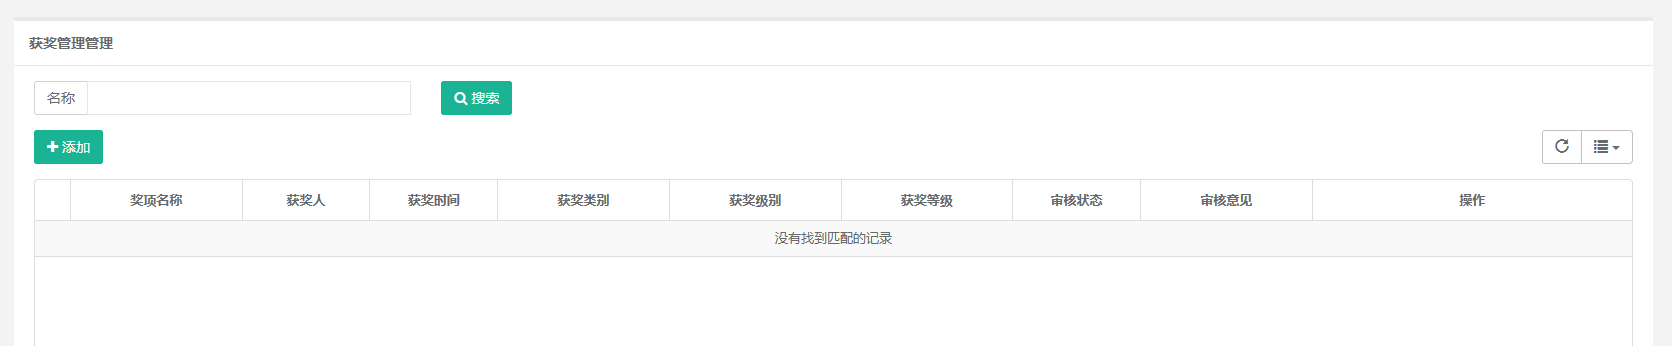 获奖管理管理
名称 搜索
添加
奖项名称 获奖人 获奖时间 获奖类别 获奖级别 获奖等级 审核状态 审核意见 操作
没有找到匹配的记录